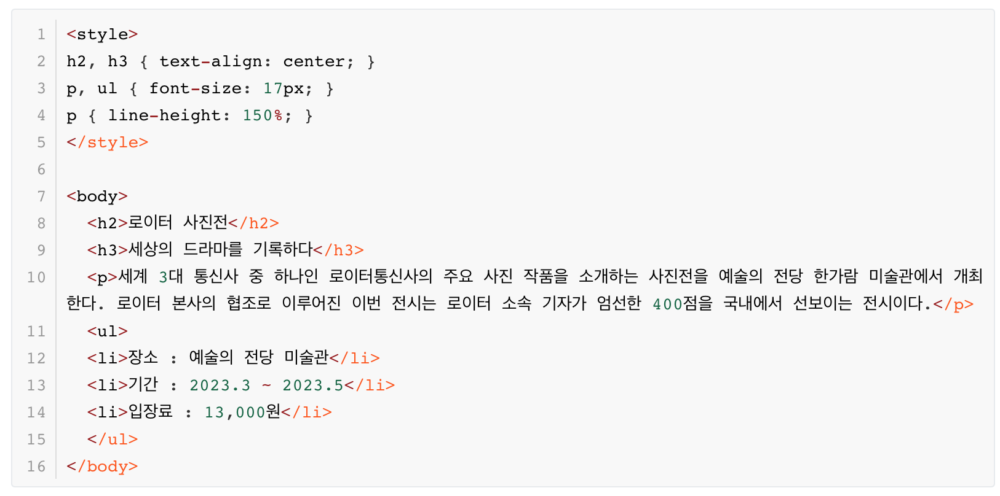 1 <style>
2 h2, h3 { text-align: center; }
3 p, ul { font-size: 17px; }
4 p { line-height: 150%; }
5 </style>
6
7 <body>
8 <h2>로이터 사진전</h2>
9 <h3>세상의 드라마를 기록하다</h3>
10 <p>세계 3대 통신사 중 하나인 로이터통신사의 주요 사진 작품을 소개하는 사진전을 예술의 전당 한가람 미술관에서 개최
한다. 로이터 본사의 협조로 이루어진 이번 전시는 로이터 소속 기자가 엄선한 400점을 국내에서 선보이는 전시이다.</p>
11 <ul>
12 <li>장소 : 예술의 전당 미술관</li>
13 <li>기간 : 2023.3 ~ 2023.5</li>
14 <li>입장료 : 13,000원</li>
15 </ul>
16 </body>